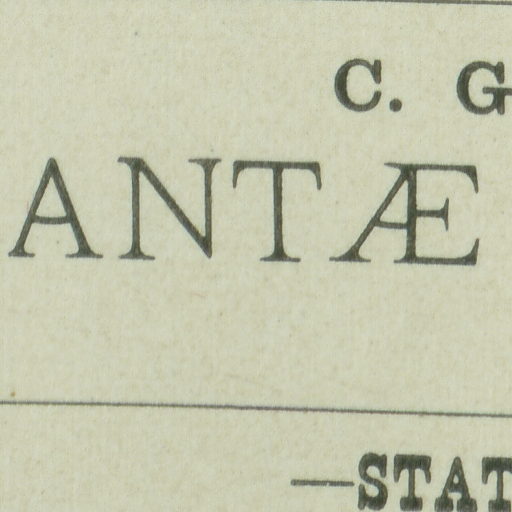 C. G
ANTÆ
—STAT